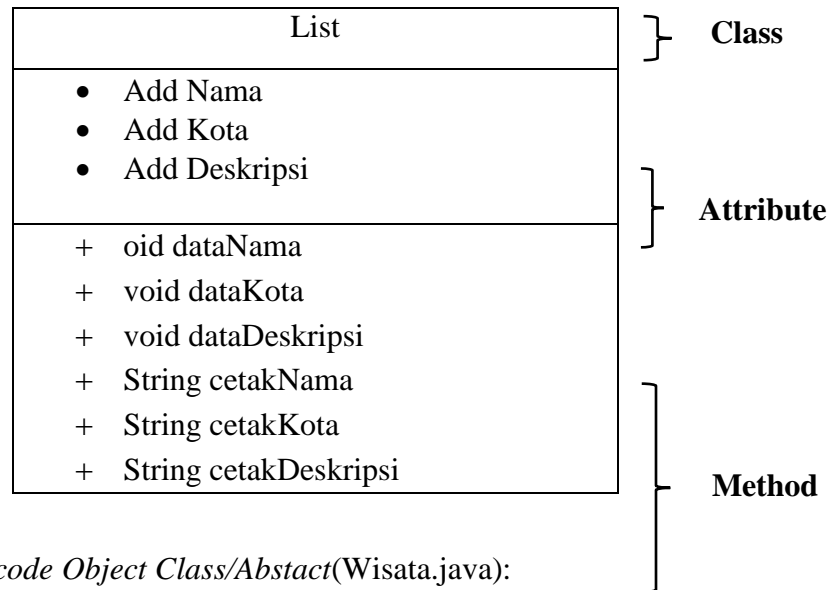 List
Class
• Add Nama
• Add Kota
• Add Deskripsi
Attribute
+ oid dataNama
+ void dataKota
+ void dataDeskripsi
+ String cetakNama
+ String cetakKota
+ String cetakDeskripsi
Method
code Object Class/Abstact(Wisata.java):